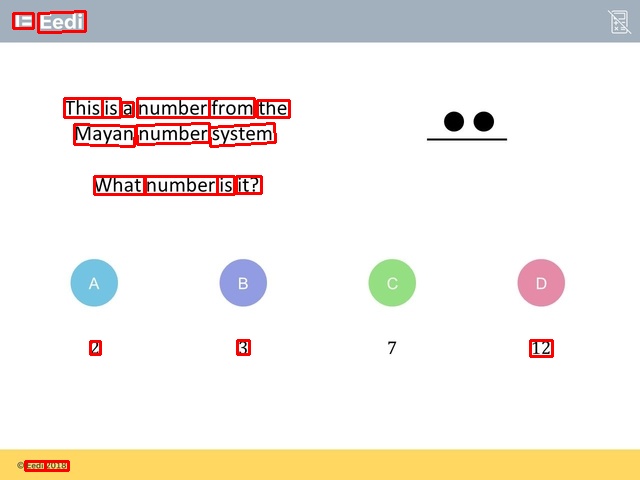 Eedi
This is a number from the
Mayan number system
What number is it?
A B C D
2 3 7 12
© Eedi 2018